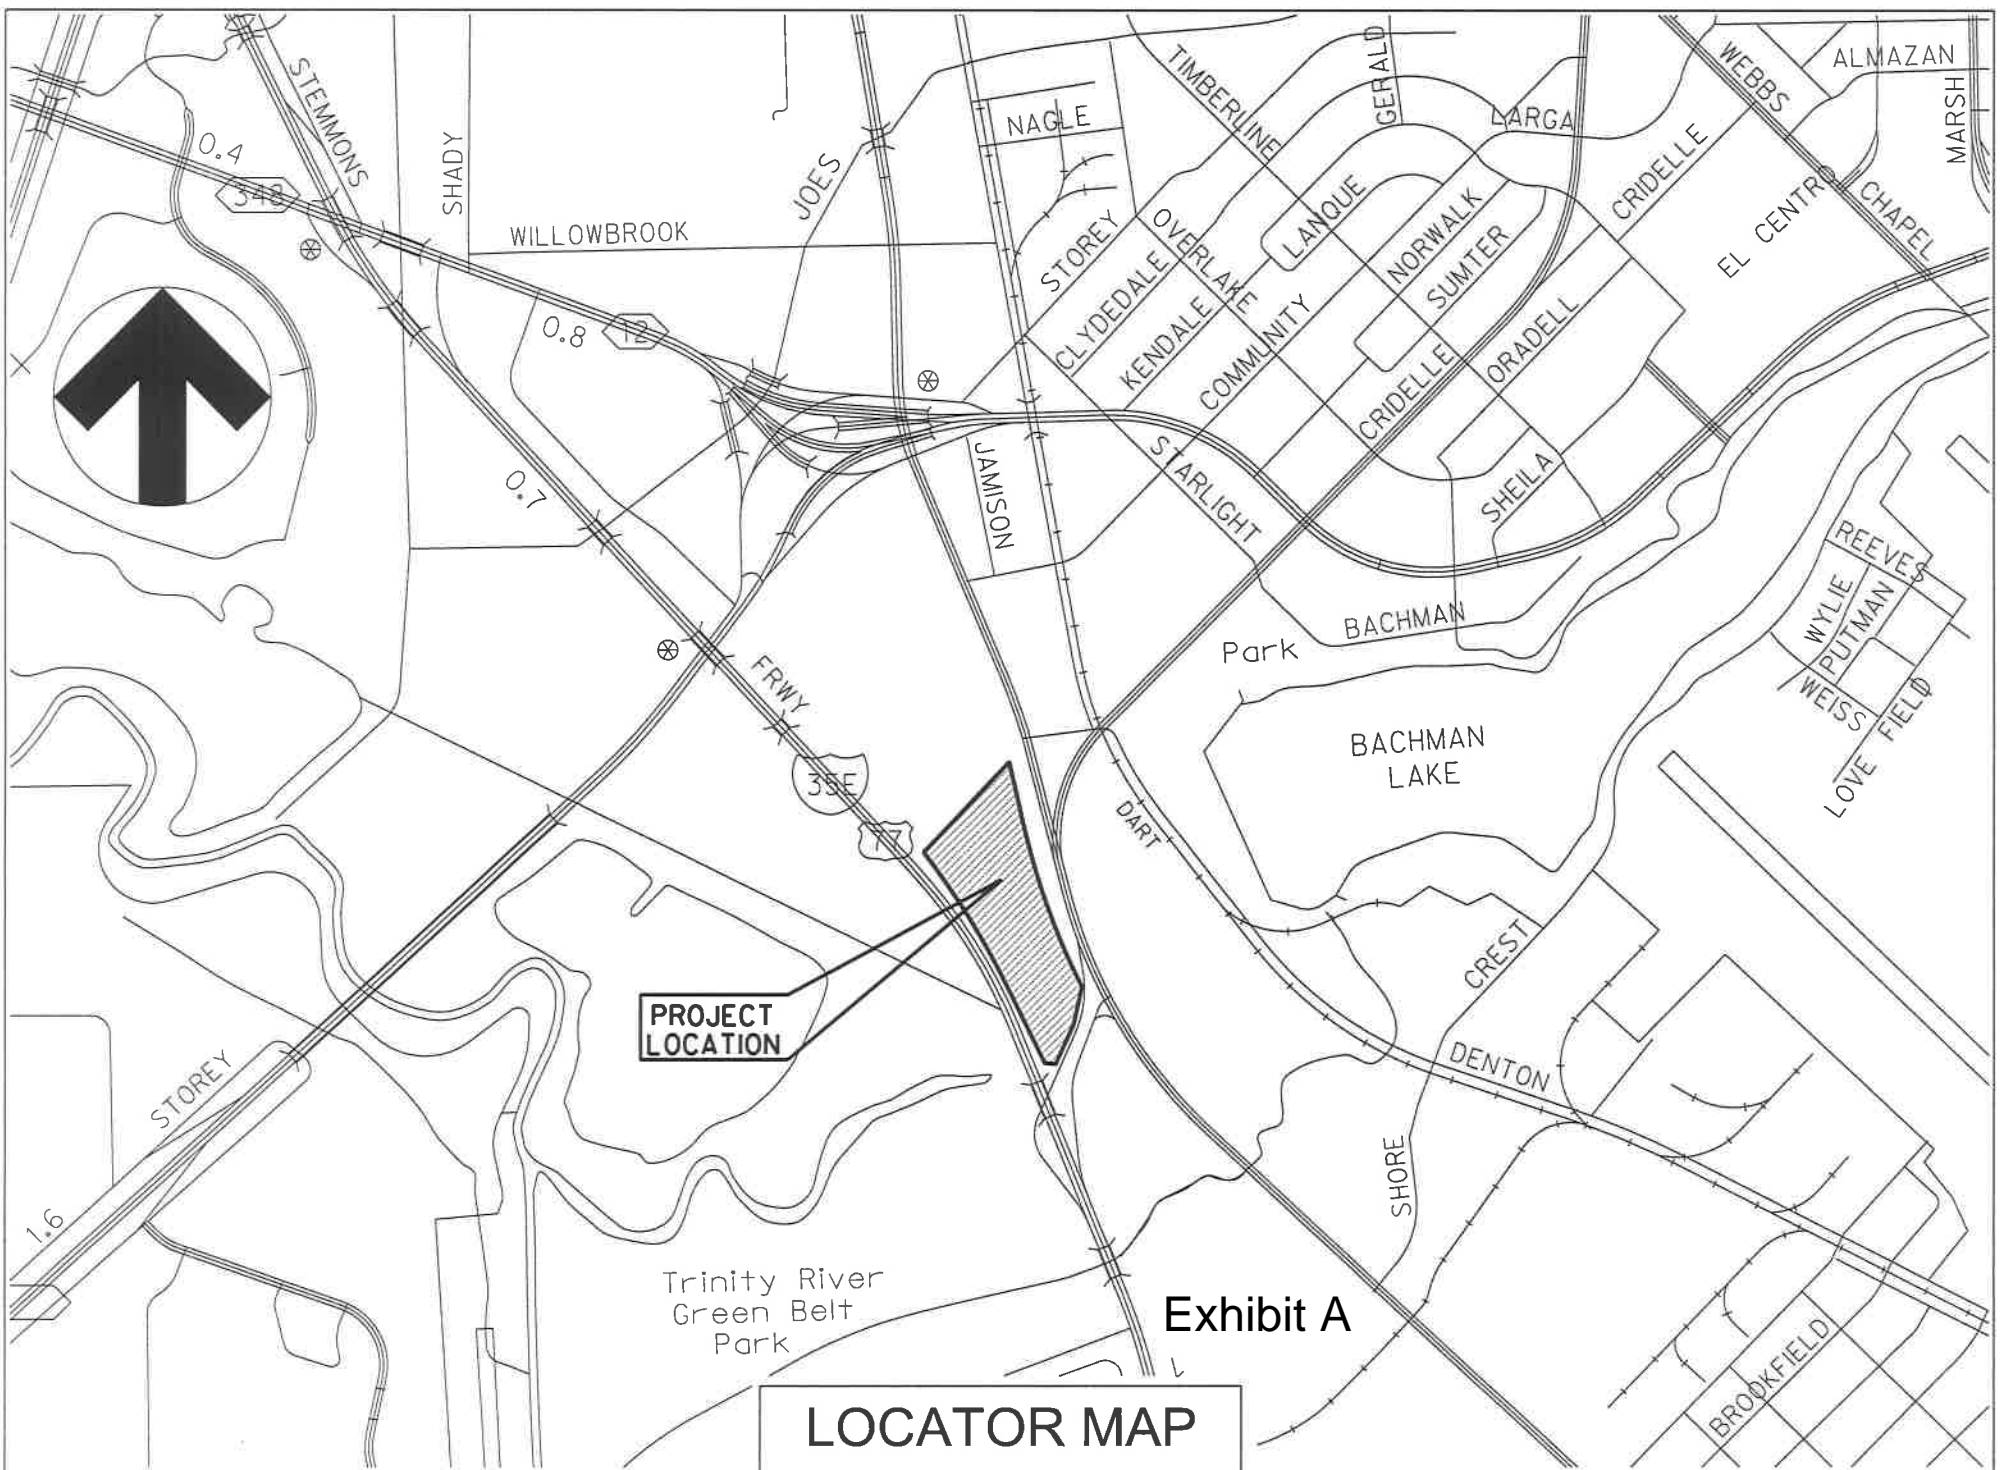 STEMMONS
TIMBERLINE
GERALD
WEBBS
ALMAZAN
MARSH
NAGLE
LARGA
0.4
348
SHADY
JOES
CRIDELLE
EL CENTRO
CHAPEL
WILLOWBROOK
STOREY
OVERLAKE
LANQUE
NORWALK
SUMTER
CLYDEDALE
KENDALE
COMMUNITY
CRIDELLE
ORADELL
0.8
12
JAMISON
STARLIGHT
SHEILA
0.7
REEVES
WYLIE
PUTMAN
WEISS
LOVE FIELD
BACHMAN
Park
FRWY
35E
77
BACHMAN
LAKE
DART
CREST
PROJECT
LOCATION
DENTON
STOREY
SHORE
1.6
Trinity River
Green Belt
Park
Exhibit A
BROOKFIELD
LOCATOR MAP